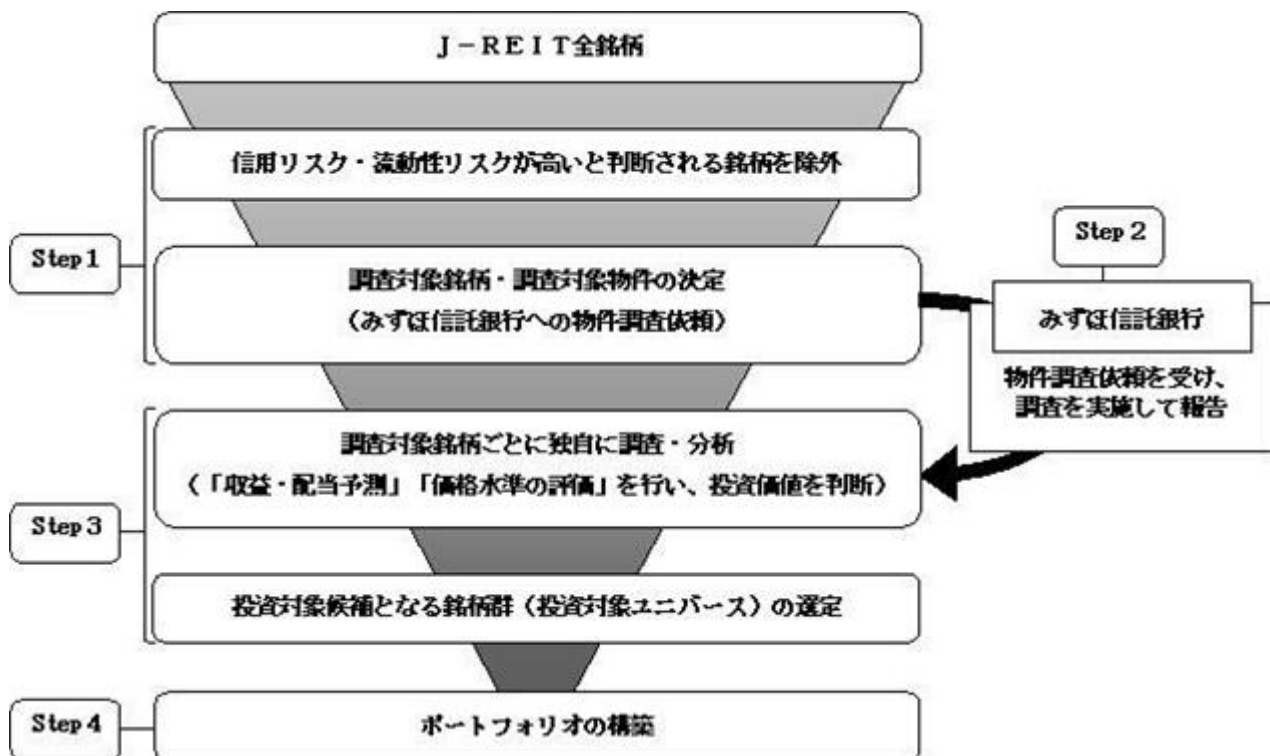 J－REIT全銘柄
信用リスク・流動性リスクが高いと判断される銘柄を除外
Step1
調査対象銘柄・調査対象物件の決定
（みずほ信託銀行への物件調査依頼）
Step2
みずほ信託銀行
物件調査依頼を受け、
調査を実施して報告
調査対象銘柄ごとに独自に調査・分析
（「収益・配当予測」「価格水準の評価」を行い、投資価値を判断）
Step3
投資対象候補となる銘柄群（投資対象ユニバース）の選定
Step4
ポートフォリオの構築